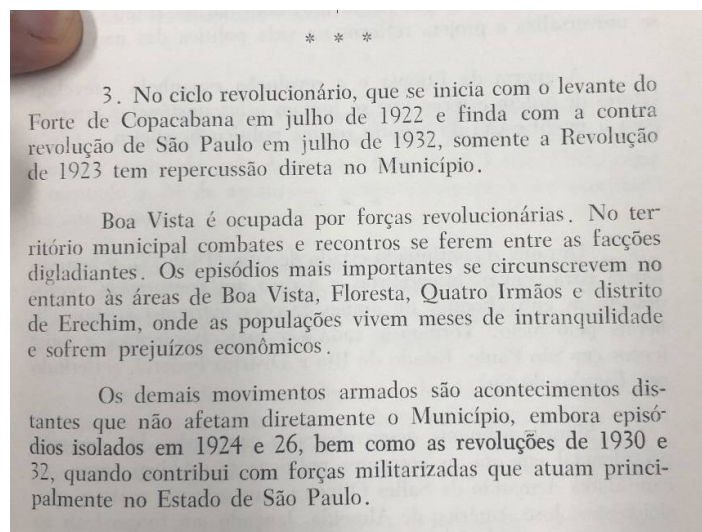 * * *
3. No ciclo revolucionário, que se inicia com o levante do
Forte de Copacabana em julho de 1922 e finda com a contra
revolução de São Paulo em julho de 1932, somente a Revolução
de 1923 tem repercussão direta no Município.
Boa Vista é ocupada por forças revolucionárias. No ter-
ritório municipal combates e recontros se ferem entre as facções
digladiantes. Os episódios mais importantes se circunscrevem no
entanto às áreas de Boa Vista, Floresta, Quatro Irmãos e distrito
de Erechim, onde as populações vivem meses de intranquilidade
e sofrem prejuízos econômicos.
Os demais movimentos armados são acontecimentos dis-
tantes que não afetam diretamente o Município, embora episó-
dios isolados em 1924 e 26, bem como as revoluções de 1930 e
32, quando contribui com forças militarizadas que atuam princi-
palmente no Estado de São Paulo.